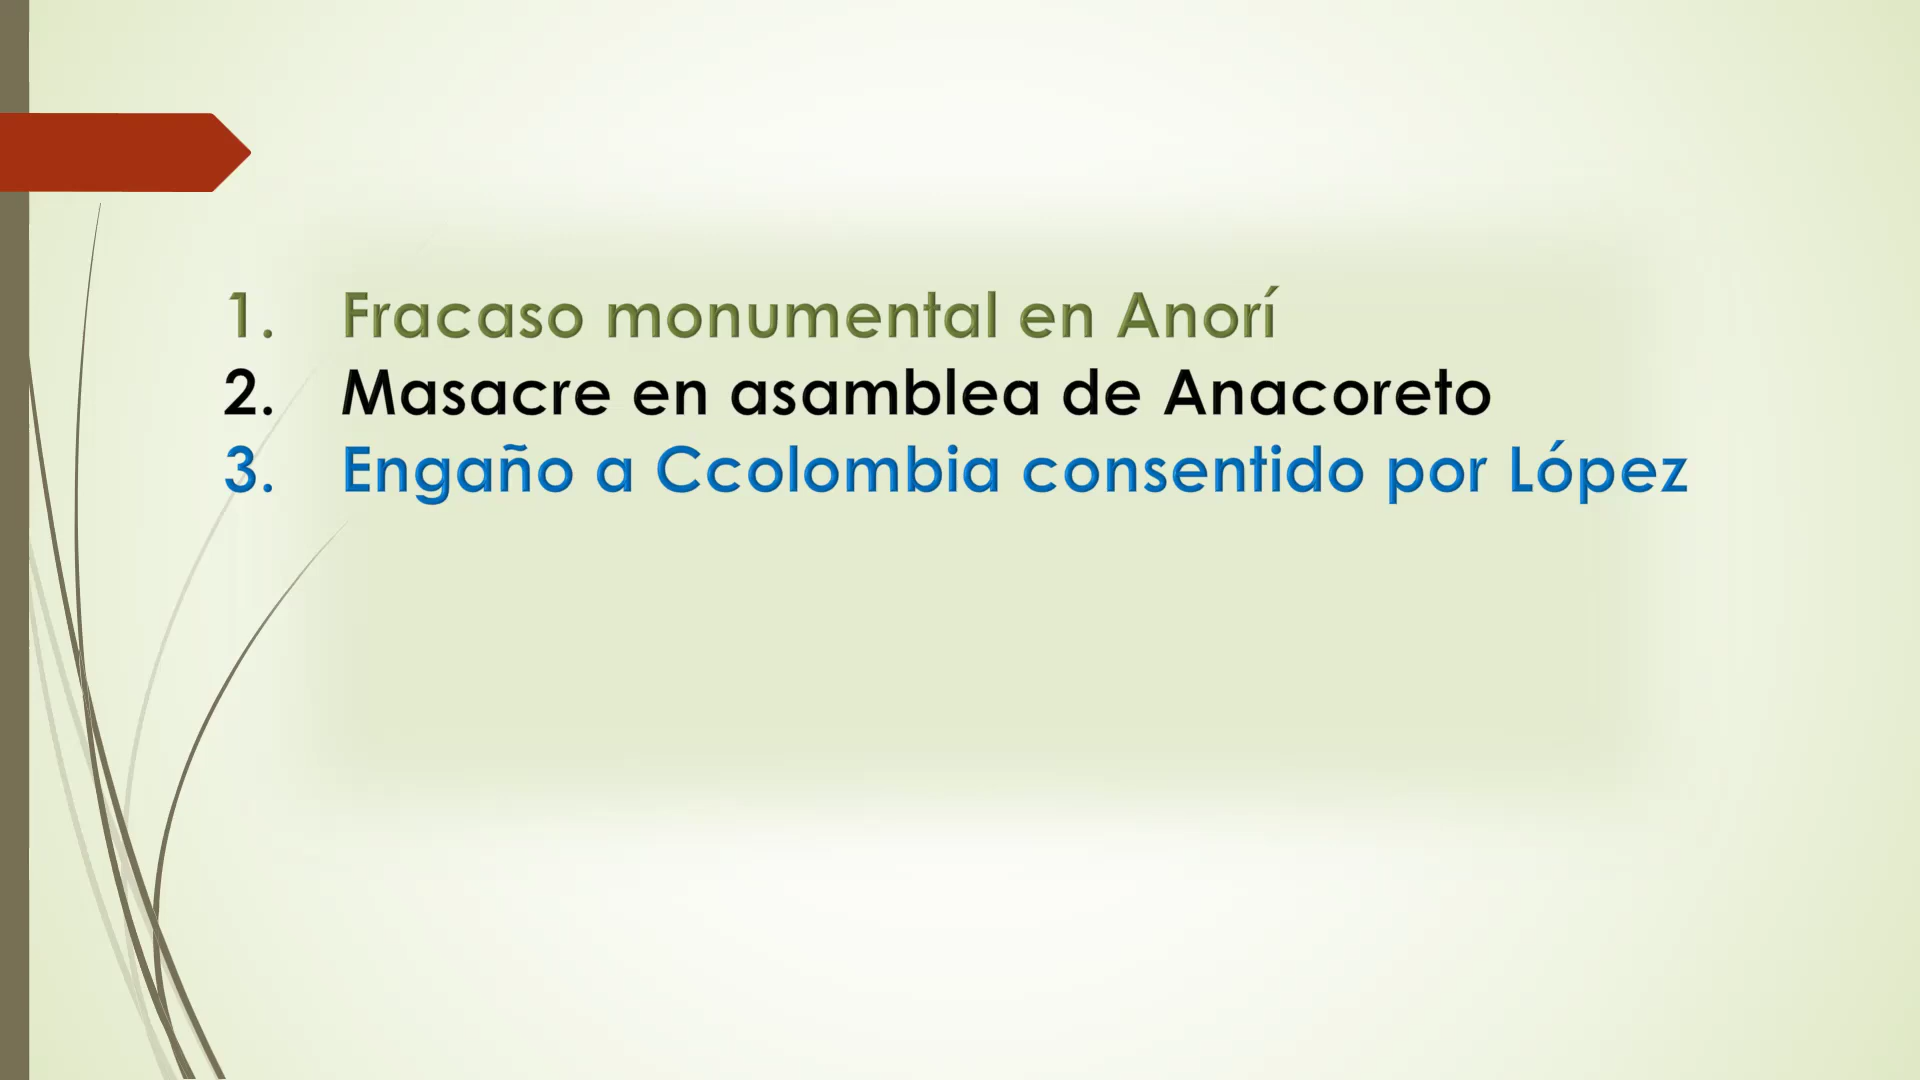 1. Fracaso monumental en Anorí
2. Masacre en asamblea de Anacoreto
3. Engaño a Ccolombia consentido por López